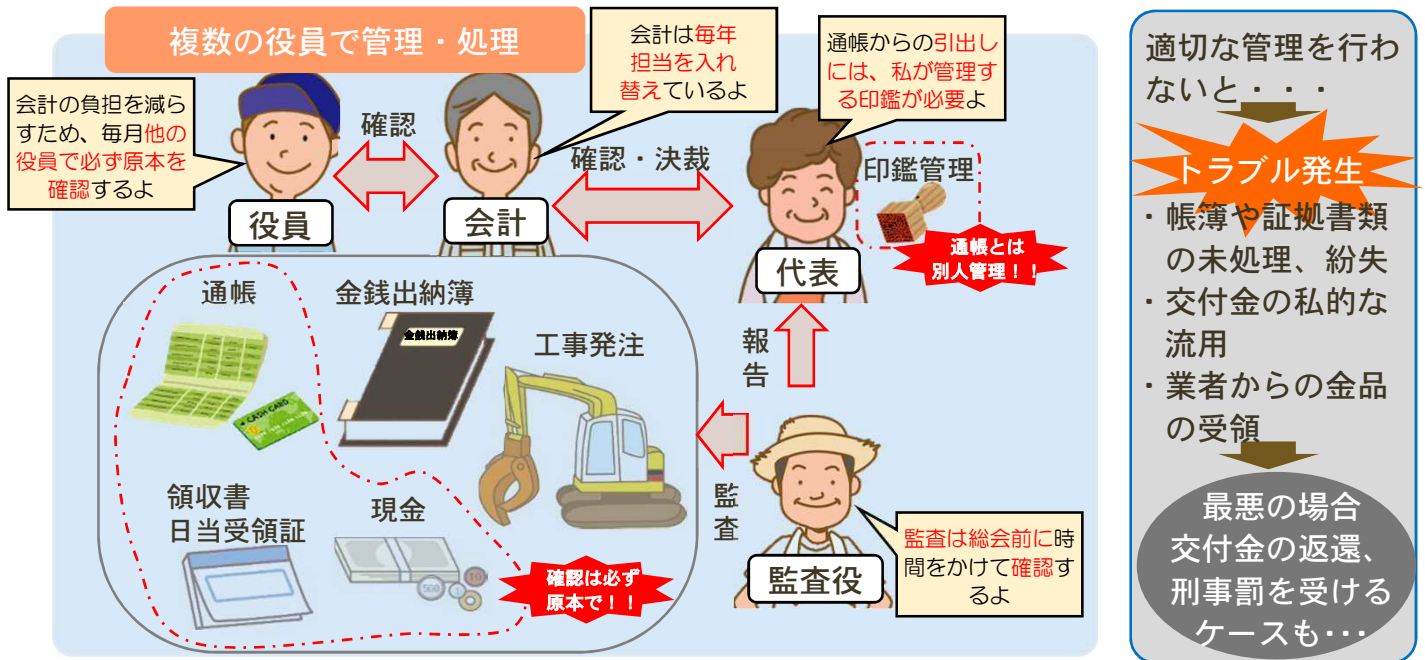 複数の役員で管理・処理
会計の負担を減ら
すため、毎月他の
役員で必ず原本を
確認するよ
確認
会計は毎年
担当を入れ
替えているよ
確認・決裁
通帳からの引出し
には、私が管理す
る印鑑が必要よ
印鑑管理
通帳とは
別人管理！！
役員
会計
代表
通帳
金銭出納簿
金銭出納簿
工事発注
CASH CARD
報
告
領収書
日当受領証
現金
500
1
10
確認は必ず
原本で！！
監
査
監査役
監査は総会前に時
間をかけて確認す
るよ
適切な管理を行わ
ないと・・・
トラブル発生
・帳簿や証拠書類
の未処理、紛失
・交付金の私的な
流用
・業者からの金品
の受領
最悪の場合
交付金の返還、
刑事罰を受ける
ケースも･･･